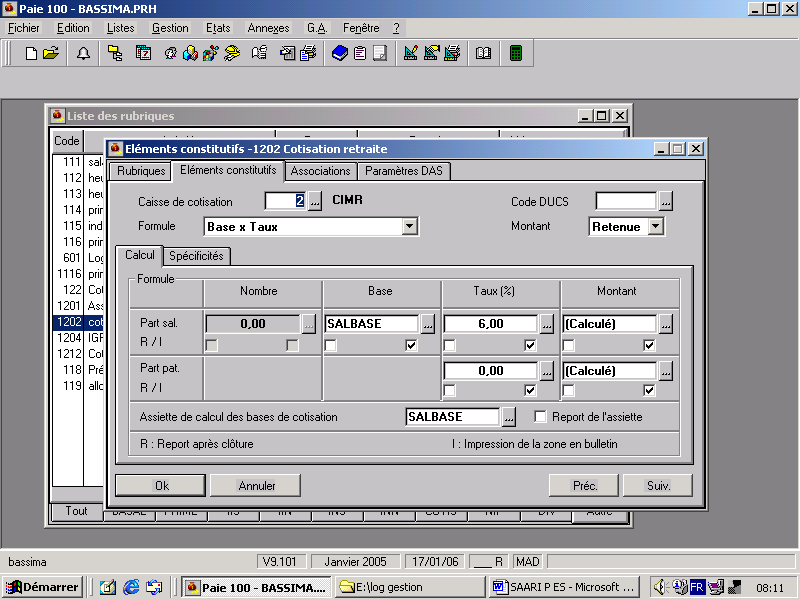 Paie 100 - BASSIMA.PRH
Fichier Edition Listes Gestion Etats Annexes G.A. Fenêtre ?
Liste des rubriques
Code
Eléments constitutifs -1202 Cotisation retraite
Rubriques Eléments constitutifs Associations Paramètres DAS
111 sal
112 heu
113 heu
114 prin
115 ind
116 prin
601 Log
1116 prin
122 Cot
1201 Ass
1202 cot
1204 IGF
1212 Cot
118 Pré
119 allo
Caisse de cotisation 2 ... CIMR Code DUCS ...
Formule Base x Taux Montant Retenue
Calcul Spécificités
Formule
Nombre Base Taux (%) Montant
Part sal. 0,00 ... SALBASE ... 6,00 ... (Calculé) ...
R / I
Part pat. 0,00 ... (Calculé) ...
R / I
Assiette de calcul des bases de cotisation SALBASE ... Report de l'assiette
R : Report après clôture I : Impression de la zone en bulletin
Ok Annuler Préc. Suiv.
Tout
bassima V9.101 Janvier 2005 17/01/06 __ R MAD
Démarrer Paie 100 - BASSIMA.... E:\log gestion SAARI P ES - Microsoft ... FR 08:11